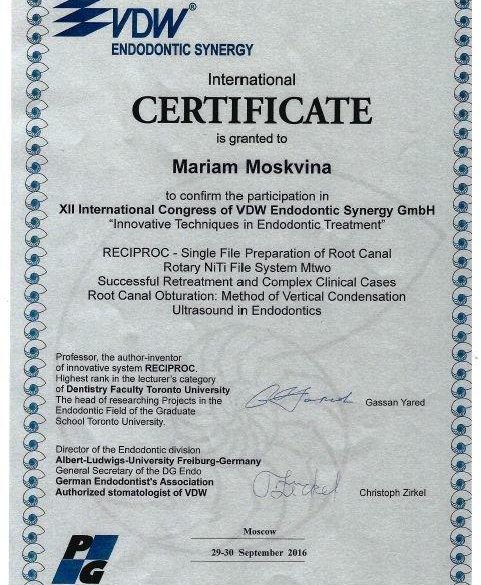 VDW®
ENDODONTIC SYNERGY
International
CERTIFICATE
is granted to
Mariam Moskvina
to confirm the participation in
XII International Congress of VDW Endodontic Synergy GmbH
“Innovative Techniques in Endodontic Treatment”
RECIPROC - Single File Preparation of Root Canal
Rotary NiTi File System Mtwo
Successful Retreatment and Complex Clinical Cases
Root Canal Obturation: Method of Vertical Condensation
Ultrasound in Endodontics
Professor, the author-inventor
of innovative system RECIPROC.
Highest rank in the lecturer's category
of Dentistry Faculty Toronto University
The head of researching Projects in the
Endodontic Field of the Graduate
School Toronto University.
Gassan Yared
Director of the Endodontic division
Albert-Ludwigs-University Freiburg-Germany
General Secretary of the DG Endo
German Endodontist's Association
Authorized stomatologist of VDW
Christoph Zirkel
Moscow
29-30 September 2016
PG